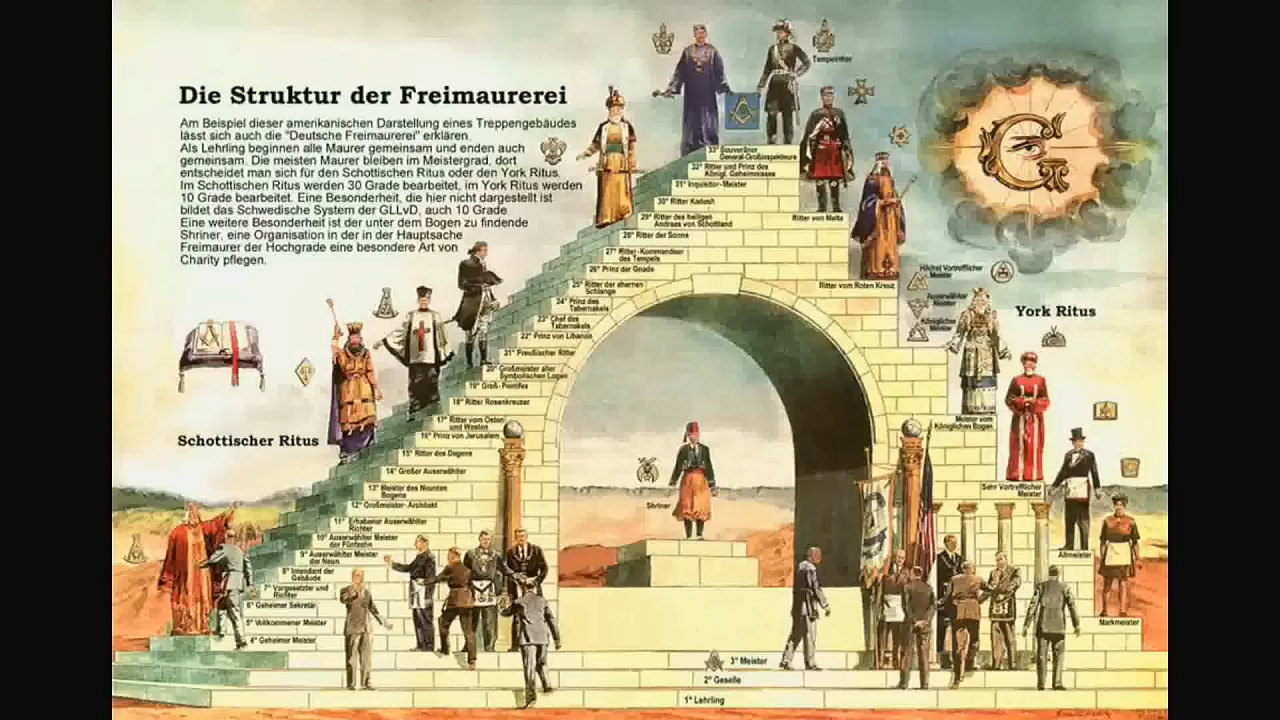 Die Struktur der Freimaurerei
Am Beispiel dieser amerikanischen Darstellung eines Treppengebäudes
lässt sich auch die "Deutsche Freimaurerei" erklären.
Als Lehrling beginnen alle Maurer gemeinsam und enden auch
gemeinsam. Die meisten Maurer bleiben im Meistergrad, dort
entscheidet man sich für den Schottischen Ritus oder den York Ritus.
Im Schottischen Ritus werden 30 Grade bearbeitet, im York Ritus werden
10 Grade bearbeitet. Eine Besonderheit, die hier nicht dargestellt ist
bildet das Schwedische System der GLLvD, auch 10 Grade
Eine weitere Besonderheit ist der unter dem Bogen zu findende
Shriner, eine Organisation in der in der Hauptsache
Freimaurer der Hochgrade eine besondere Art von
Charity pflegen.
Tempelritter
33° Souveräner
General-Großinspekteure
32° Ritter und Prinz des
Königl. Geheimnisses
31° Inquisitor-Meister
30° Ritter Kadosh
29° Ritter des heiligen
Andreas von Schottland
28° Ritter der Sonne
27° Ritter-Kommandeur
des Tempels
26° Prinz der Gnade
25° Ritter der ehernen
Schlange
24° Prinz des
Tabernakels
23° Chef des
Tabernakels
22° Prinz von Libanon
21° Preußischer Ritter
20° Großmeister aller
Symbolischen Logen
19° Groß-Pontifex
18° Ritter Rosenkreuzer
17° Ritter vom Osten
und Westen
16° Prinz von Jerusalem
15° Ritter des Degens
14° Großer Auserwählter
13° Meister des Neunten
Bogens
12° Großmeister-Architekt
11° Erhabener Auserwählter
Richter
10° Auserwählter Meister
der Fünfzehn
9° Auserwählter Meister
der Neun
8° Intendant der
Gebäude
7° Vorgesetzter und
Richter
6° Geheimer Sekretär
5° Vollkommener Meister
4° Geheimer Meister
Schottischer Ritus
Ritter von Malta
Ritter vom Roten Kreuz
G
Höchst Vortrefflicher
Meister
Auserwählter
Meister
Königlicher
Meister
York Ritus
Meister vom
Königlichen Bogen
Sehr Vortrefflicher
Meister
Altmeister
Markmeister
Shriner
3° Meister
2° Geselle
1° Lehrling